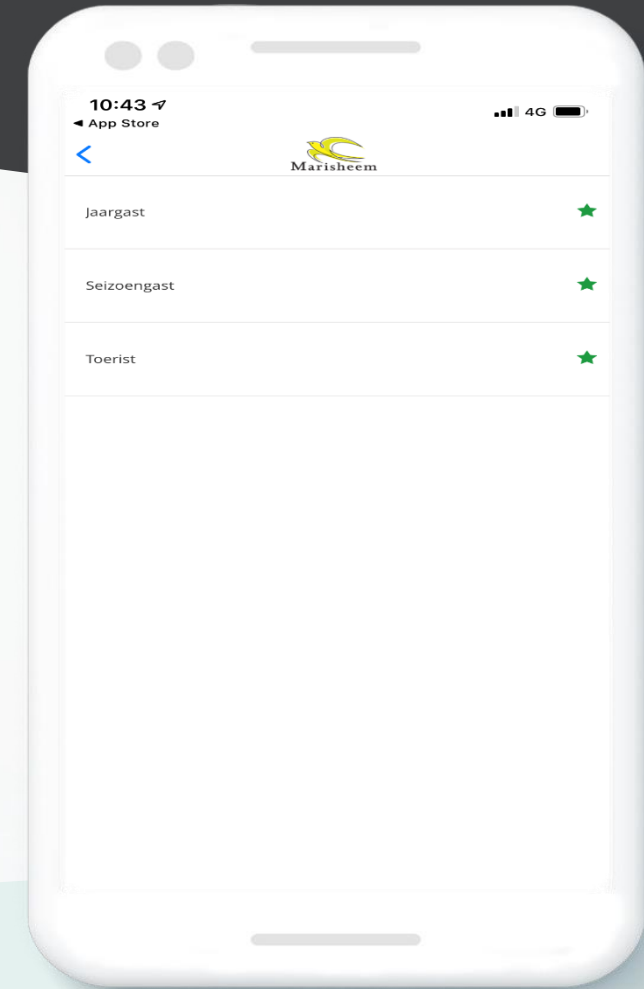 10:43
4G
◀ App Store
Marisheem
Jaargast
Seizoengast
Toerist